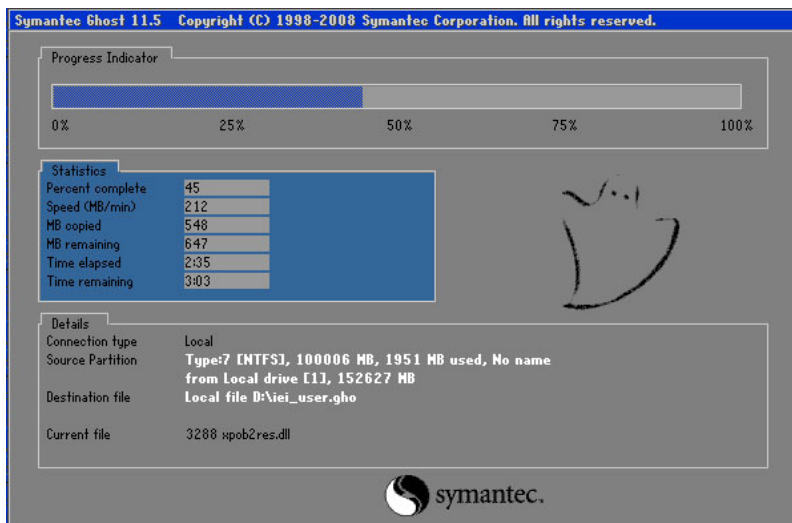 Symantec Ghost 11.5 Copyright (C) 1998-2008 Symantec Corporation. All rights reserved.
Progress Indicator
0% 25% 50% 75% 100%
Statistics
Percent complete 45
Speed (MB/min) 212
MB copied 548
MB remaining 647
Time elapsed 2:35
Time remaining 3:03
Details
Connection type Local
Source Partition Type:7 [NTFS], 100006 MB, 1951 MB used, No name
from Local drive [1], 152627 MB
Destination file Local file D:\iei_user.gho
Current file 3288 xpob2res.dll
symantec.